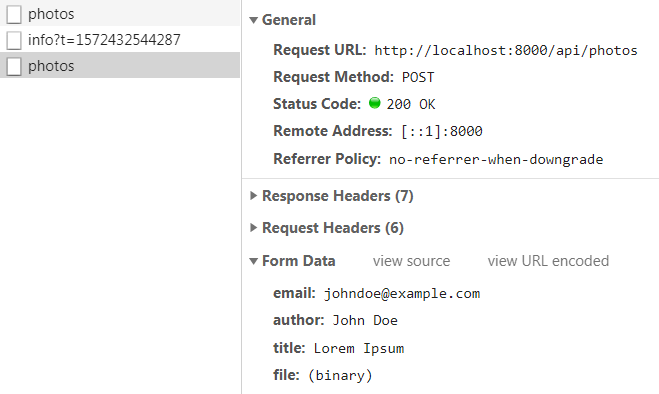 photos
info?t=1572432544287
photos
General
Request URL: http://localhost:8000/api/photos
Request Method: POST
Status Code: 200 OK
Remote Address: [::1]:8000
Referrer Policy: no-referrer-when-downgrade
Response Headers (7)
Request Headers (6)
Form Data view source view URL encoded
email: johndoe@example.com
author: John Doe
title: Lorem Ipsum
file: (binary)